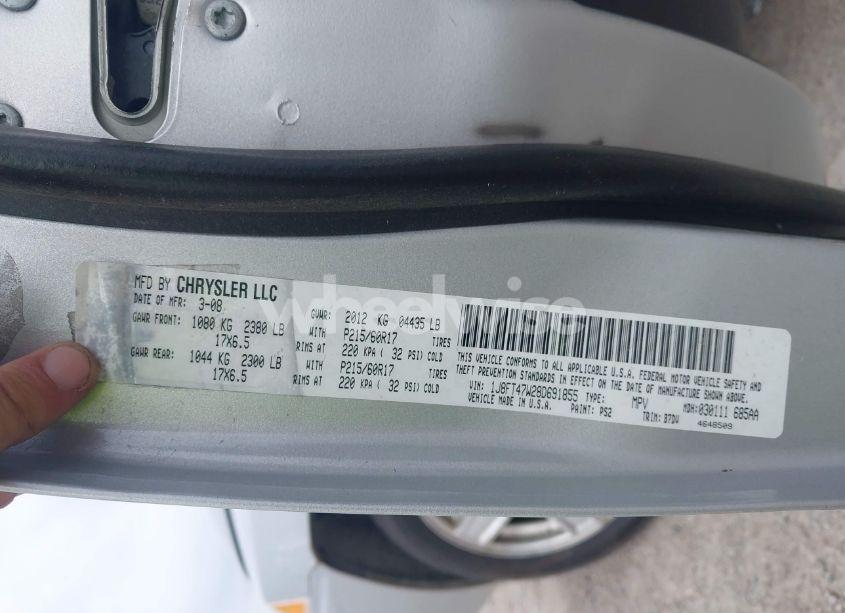 MFD BY CHRYSLER LLC
DATE OF MFR: 3-08
GAWR FRONT: 1080 KG 2380 LB
17X6.5
GAWR REAR: 1044 KG 2300 LB
17X6.5
GVWR: 2012 KG 04435 LB
WITH P215/60R17 TIRES
RIMS AT 220 KPA ( 32 PSI) COLD
WITH P215/60R17 TIRES
RIMS AT 220 KPA ( 32 PSI) COLD
THIS VEHICLE CONFORMS TO ALL APPLICABLE U.S.A. FEDERAL MOTOR VEHICLE SAFETY AND
THEFT PREVENTION STANDARDS IN EFFECT ON THE DATE OF MANUFACTURE SHOWN ABOVE.
VIN: 1J8FT47W28D691855 TYPE: MPV MDH:030111 685AA
VEHICLE MADE IN U.S.A. PAINT: PS2 TRIM: B7DV
4648509
wheelwise